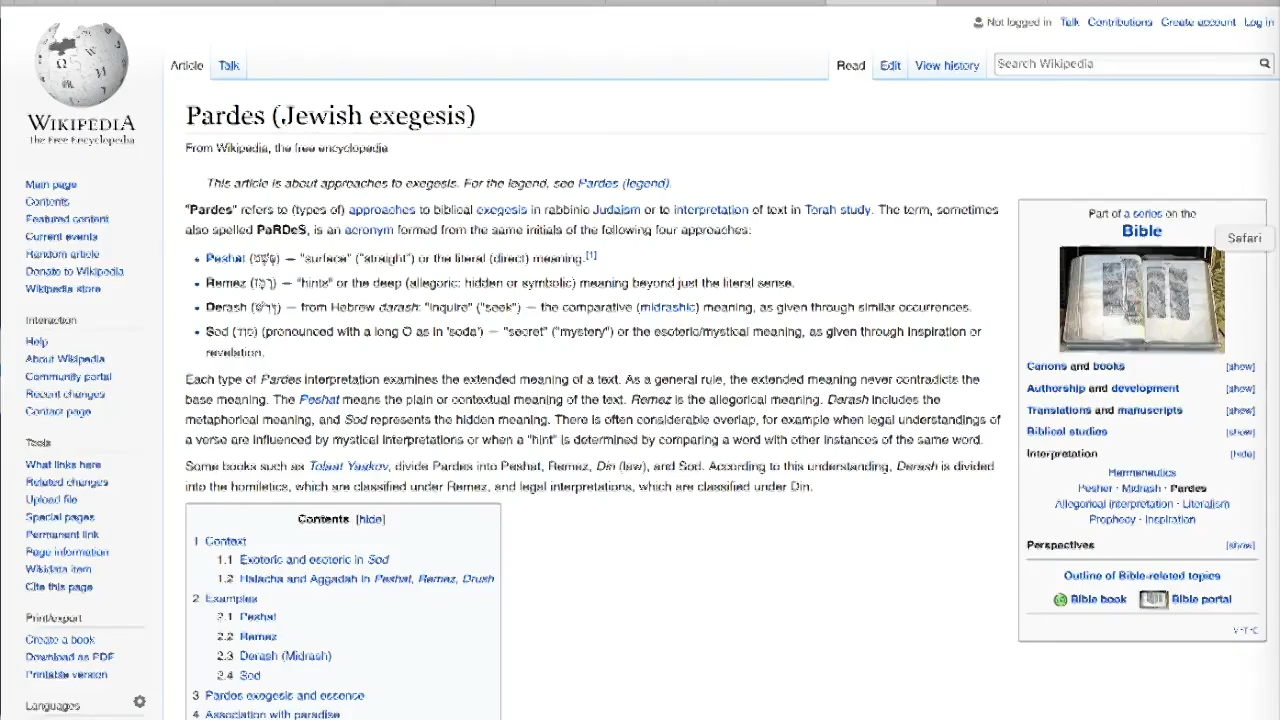 Not logged in Talk Contributions Create account Log in
Article Talk Read Edit View history Search Wikipedia
WIKIPEDIA
The Free Encyclopedia
Main page
Contents
Featured content
Current events
Random article
Donate to Wikipedia
Wikipedia store
Interaction
Help
About Wikipedia
Community portal
Recent changes
Contact page
Tools
What links here
Related changes
Upload file
Special pages
Permanent link
Page information
Wikidata item
Cite this page
Print/export
Create a book
Download as PDF
Printable version
Languages
Pardes (Jewish exegesis)
From Wikipedia, the free encyclopedia
This article is about approaches to exegesis. For the legend, see Pardes (legend).
"Pardes" refers to (types of) approaches to biblical exegesis in rabbinic Judaism or to interpretation of text in Torah study. The term, sometimes
also spelled PaRDeS, is an acronym formed from the same initials of the following four approaches:
• Peshat (פְּשָׁט) — "surface" ("straight") or the literal (direct) meaning.[1]
• Remez (רֶמֶז) — "hints" or the deep (allegoric: hidden or symbolic) meaning beyond just the literal sense.
• Derash (דְּרַשׁ) — from Hebrew darash: "inquire" ("seek") — the comparative (midrashic) meaning, as given through similar occurrences.
• Sod (סוֹד) (pronounced with a long O as in 'soda') — "secret" ("mystery") or the esoteric/mystical meaning, as given through inspiration or
revelation.
Each type of Pardes interpretation examines the extended meaning of a text. As a general rule, the extended meaning never contradicts the
base meaning. The Peshat means the plain or contextual meaning of the text. Remez is the allegorical meaning. Derash includes the
metaphorical meaning, and Sod represents the hidden meaning. There is often considerable overlap, for example when legal understandings of
a verse are influenced by mystical interpretations or when a "hint" is determined by comparing a word with other instances of the same word.
Some books such as Tolaat Yaakov, divide Pardes into Peshat, Remez, Din (law), and Sod. According to this understanding, Derash is divided
into the homiletics, which are classified under Remez, and legal interpretations, which are classified under Din.
Contents [hide]
1 Context
1.1 Exoteric and esoteric in Sod
1.2 Halacha and Aggadah in Peshat, Remez, Drush
2 Examples
2.1 Peshat
2.2 Remez
2.3 Derash (Midrash)
2.4 Sod
3 Pardes exegesis and essence
4 Association with paradise
Part of a series on the
Bible
Safari
Canons and books [show]
Authorship and development [show]
Translations and manuscripts [show]
Biblical studies [show]
Interpretation [hide]
Hermeneutics
Pesher · Midrash · Pardes
Allegorical interpretation · Literalism
Prophecy · Inspiration
Perspectives [show]
Outline of Bible-related topics
Bible book Bible portal
V·T·E